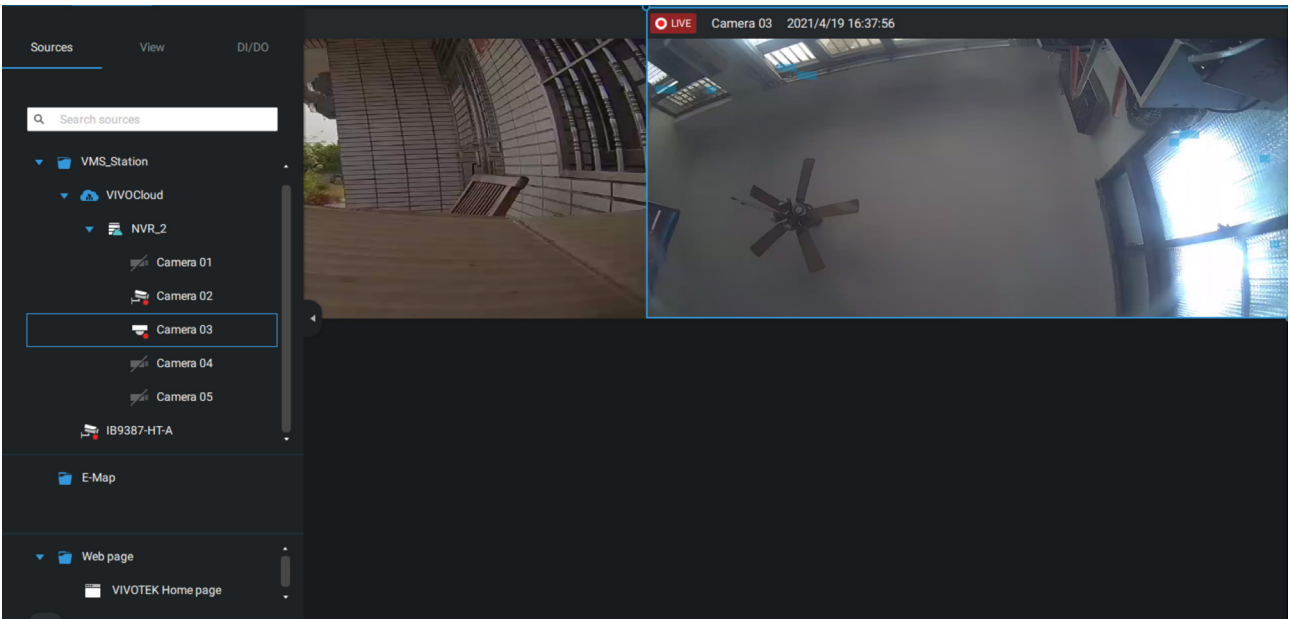 Sources View DI/DO
LIVE Camera 03 2021/4/19 16:37:56
Search sources
VMS_Station
VIVOCloud
NVR_2
Camera 01
Camera 02
Camera 03
Camera 04
Camera 05
IB9387-HT-A
E-Map
Web page
VIVOTEK Home page